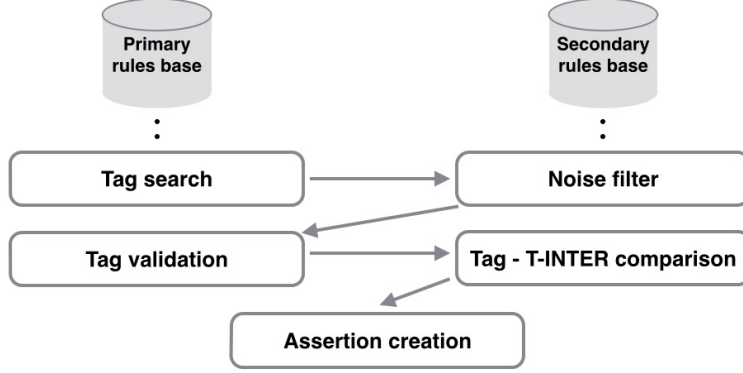 Primary
rules base
Secondary
rules base
:
:
Tag search
Noise filter
Tag validation
Tag - T-INTER comparison
Assertion creation